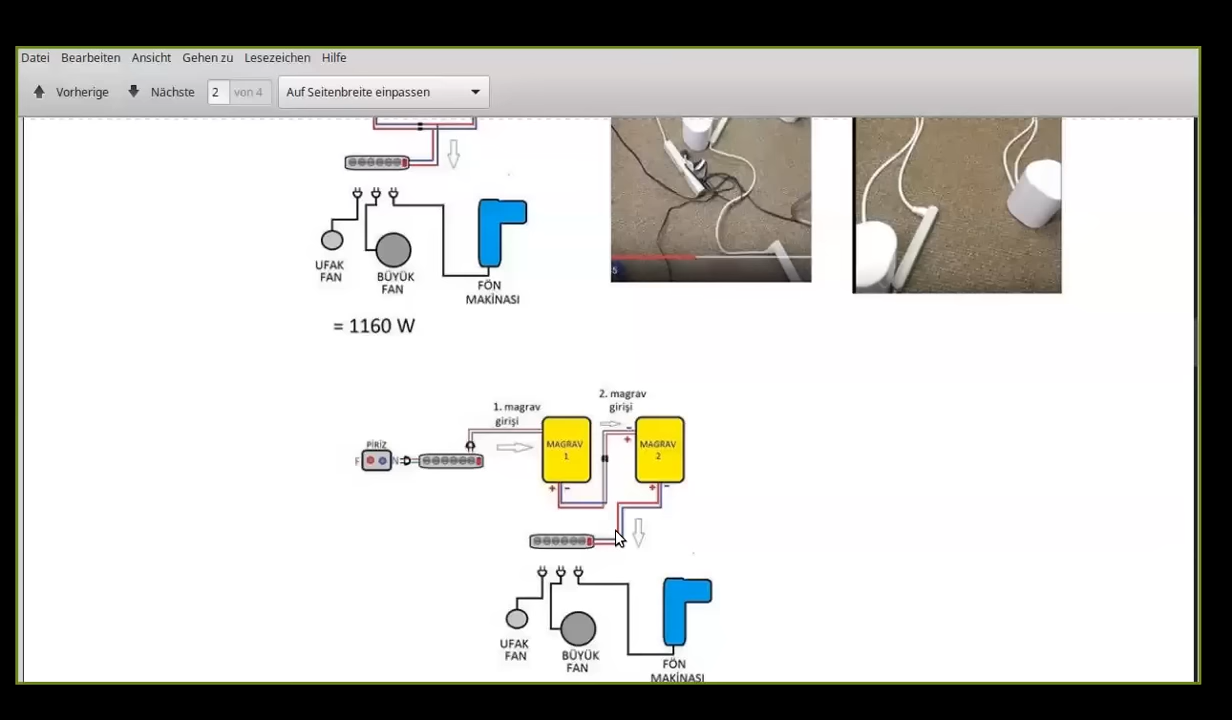 Datei Bearbeiten Ansicht Gehen zu Lesezeichen Hilfe
Vorherige Nächste 2 von 4 Auf Seitenbreite einpassen
UFAK
FAN
BÜYÜK
FAN
FÖN
MAKİNASI
= 1160 W
5
1. magrav
girişi
2. magrav
girişi
PİRİZ
F N
MAGRAV
1
MAGRAV
2
+ -
- +
+ -
UFAK
FAN
BÜYÜK
FAN
FÖN
MAKİNASI